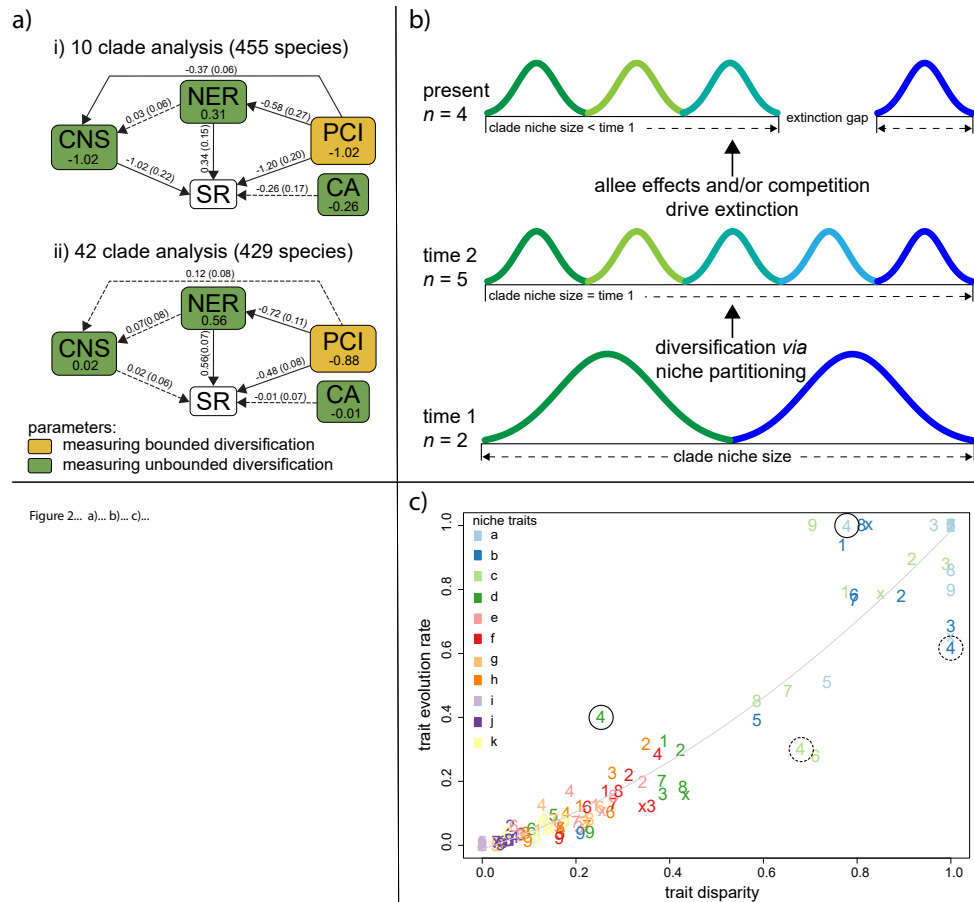 a)
i) 10 clade analysis (455 species)
-0.37 (0.06)
NER
0.31
0.03 (0.06)
-0.58 (0.27)
CNS
-1.02
PCI
-1.02
0.34 (0.15)
-1.02 (0.22)
-1.20 (0.20)
SR
-0.26 (0.17)
CA
-0.26
ii) 42 clade analysis (429 species)
0.12 (0.08)
NER
0.56
0.07(0.08)
-0.72 (0.11)
CNS
0.02
PCI
-0.88
0.56(0.07)
0.02 (0.06)
-0.48 (0.08)
SR
-0.01 (0.07)
CA
-0.01
parameters:
measuring bounded diversification
measuring unbounded diversification
b)
present
n = 4
clade niche size < time 1
extinction gap
allee effects and/or competition
drive extinction
time 2
n = 5
clade niche size = time 1
diversification via
niche partitioning
time 1
n = 2
clade niche size
Figure 2... a)... b)... c)...
c)
niche traits
a
b
c
d
e
f
g
h
i
j
k
trait evolution rate
1.0
0.8
0.6
0.4
0.2
0.0
0.0 0.2 0.4 0.6 0.8 1.0
trait disparity